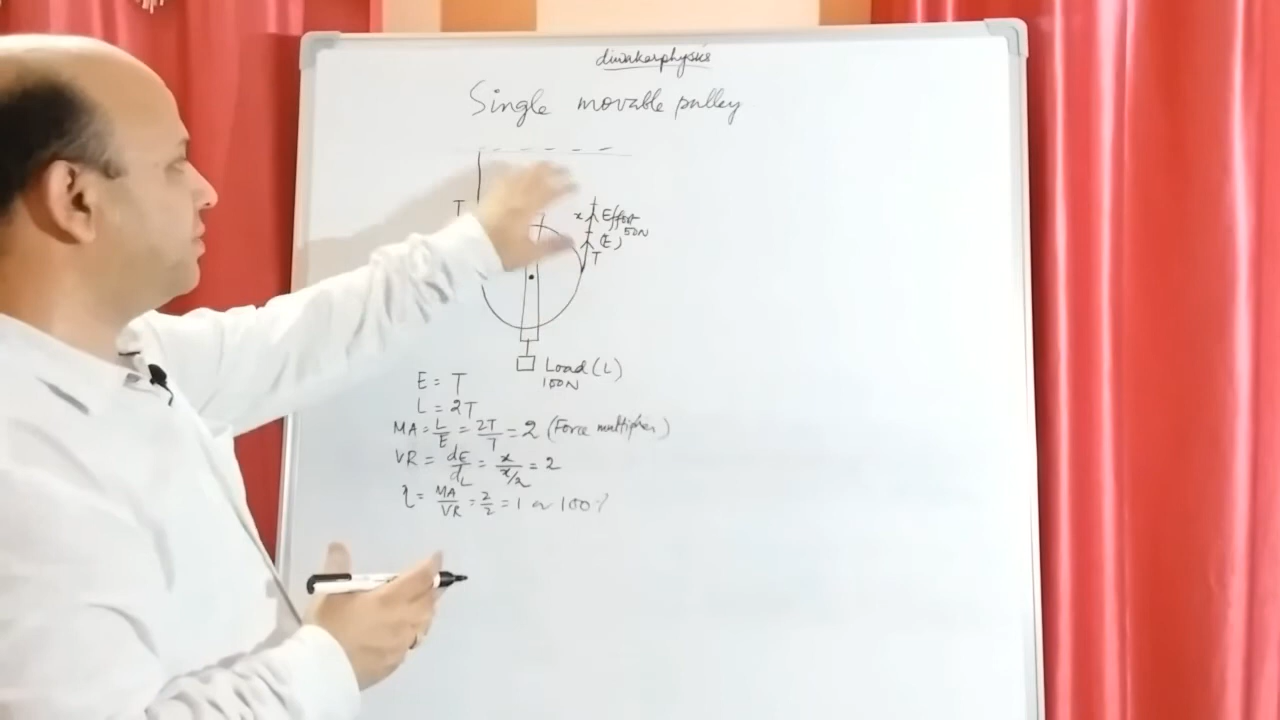 diwakarphysics
Single movable pulley
T
x Effort
50N
(E)
T
Load (L)
100N
E = T
L = 2T
MA = L/E = 2T/T = 2 (Force multiplier)
VR = dE/dL = x/x/2 = 2
η = MA/VR = 2/2 = 1 or 100%